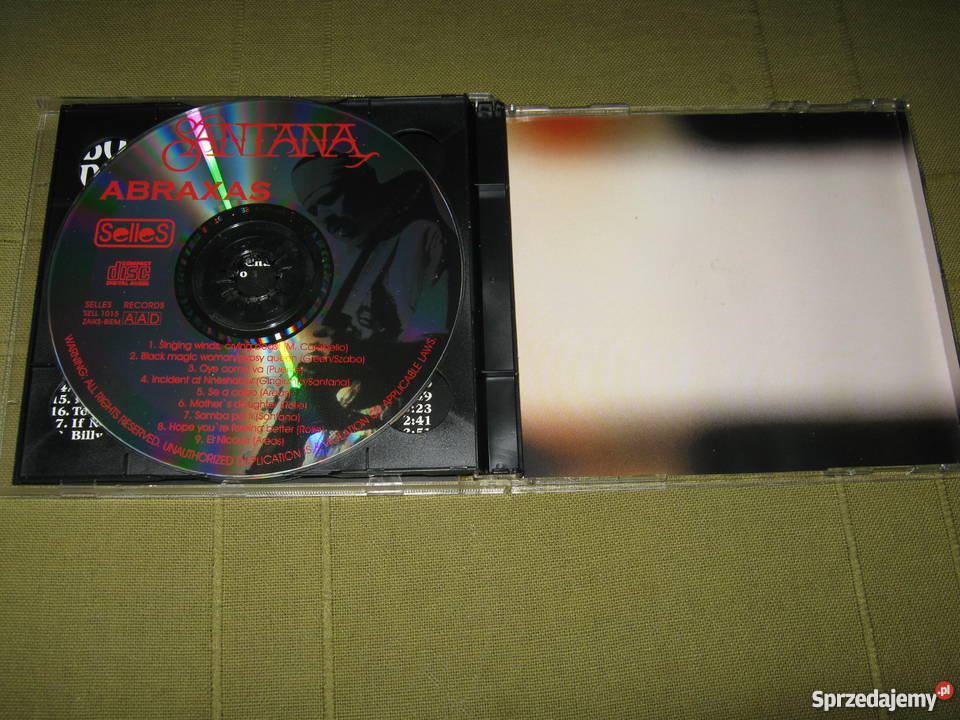 SANTANA
ABRAXAS
SelleS
COMPACT
disc
DIGITAL AUDIO
SELLES RECORDS
SELL 1015
ZAIKS-BIEM AAD
1. Singing winds, crying (M. Carabello)
2. Black magic woman/gypsy queen (Green/Szabo)
3. Oye como va (Puente)
4. Incident at Santana)
5. Se a cabo (Areas)
6. Mother's daughter (Rolie)
7. Samba pa ti (Santana)
8. Hope you're feeling better (Rolie)
9. El Nicoya (Areas)
WARNING: ALL RIGHTS RESERVED. UNAUTHORIZED DUPLICATION IS A VIOLATION OF APPLICABLE LAWS.
15.
16. :23
7. If 2:41
Billy
Sprzedajemy.pl